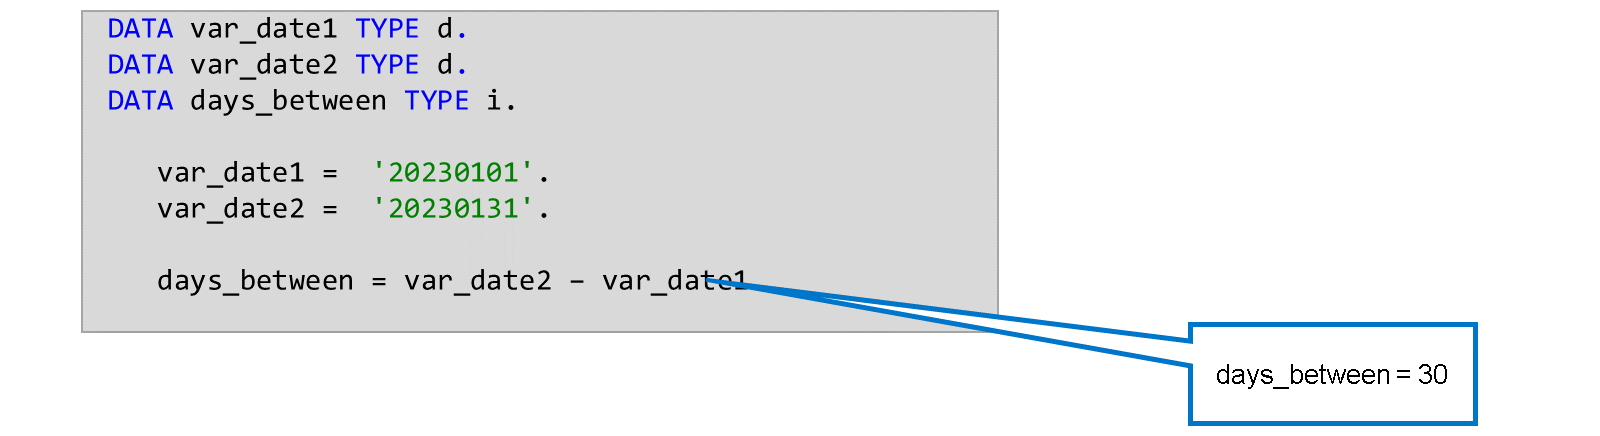 DATA var_date1 TYPE d.
DATA var_date2 TYPE d.
DATA days_between TYPE i.
var_date1 =  '20230101'.
var_date2 =  '20230131'.
days_between = var_date2 – var_date1
days_between = 30